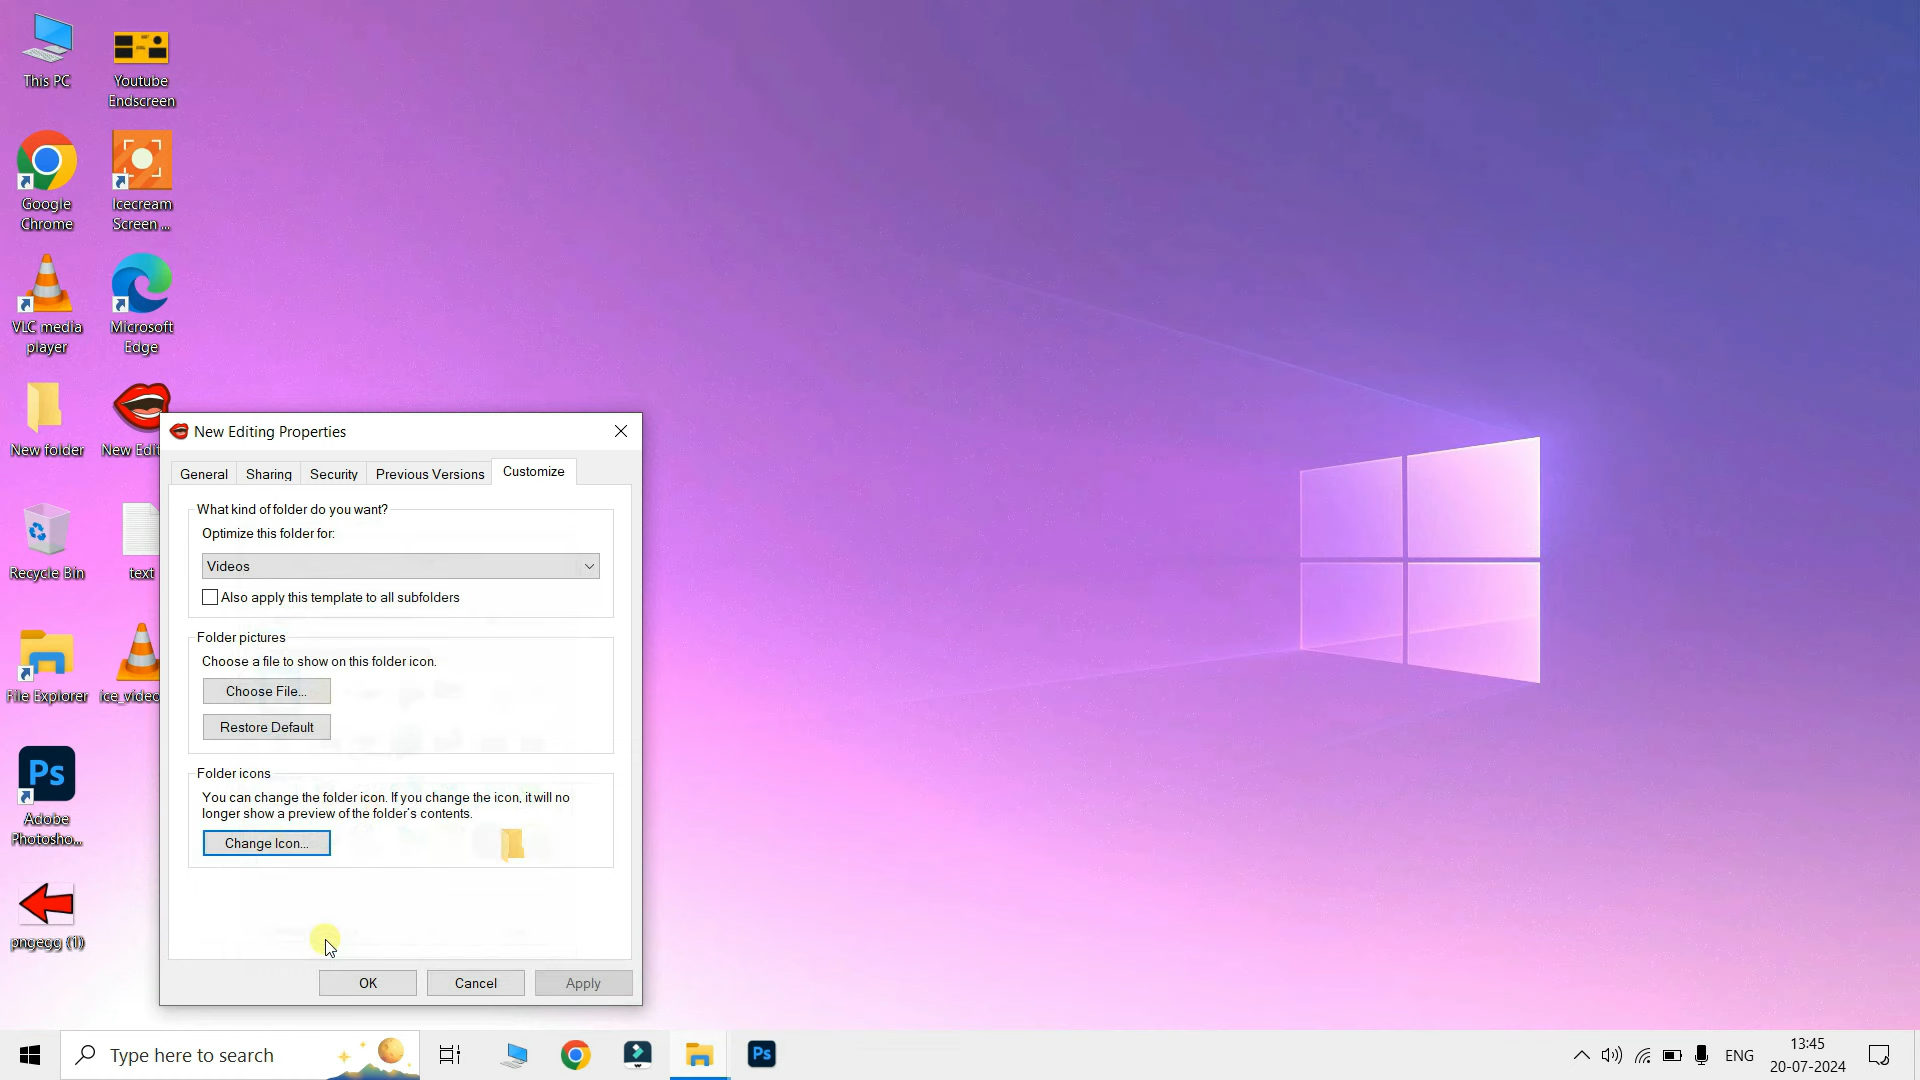 This PC
Youtube
Endscreen
Google
Chrome
Icecream
Screen ...
VLC media
player
Microsoft
Edge
New folder
New Edit
Recycle Bin
text
File Explorer
ice_video
Ps
Adobe
Photosho...
pngegg (1)
New Editing Properties
General
Sharing
Security
Previous Versions
Customize
What kind of folder do you want?
Optimize this folder for:
Videos
Also apply this template to all subfolders
Folder pictures
Choose a file to show on this folder icon.
Choose File...
Restore Default
Folder icons
You can change the folder icon. If you change the icon, it will no
longer show a preview of the folder's contents.
Change Icon...
OK
Cancel
Apply
Type here to search
Ps
ENG
13:45
20-07-2024